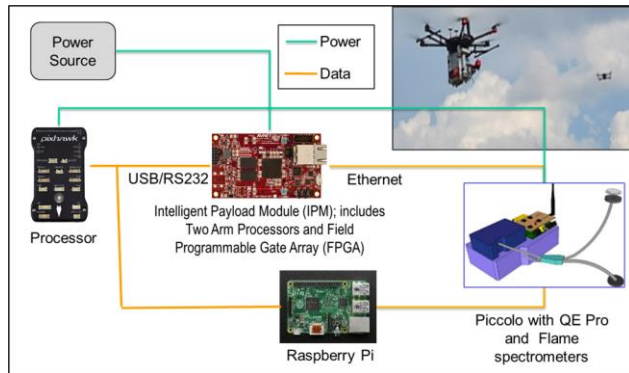 Power
Source
Power
Data
pixhawk
USB/RS232
Ethernet
Processor
Intelligent Payload Module (IPM); includes
Two Arm Processors and Field
Programmable Gate Array (FPGA)
Raspberry Pi
Piccolo with QE Pro
and Flame
spectrometers